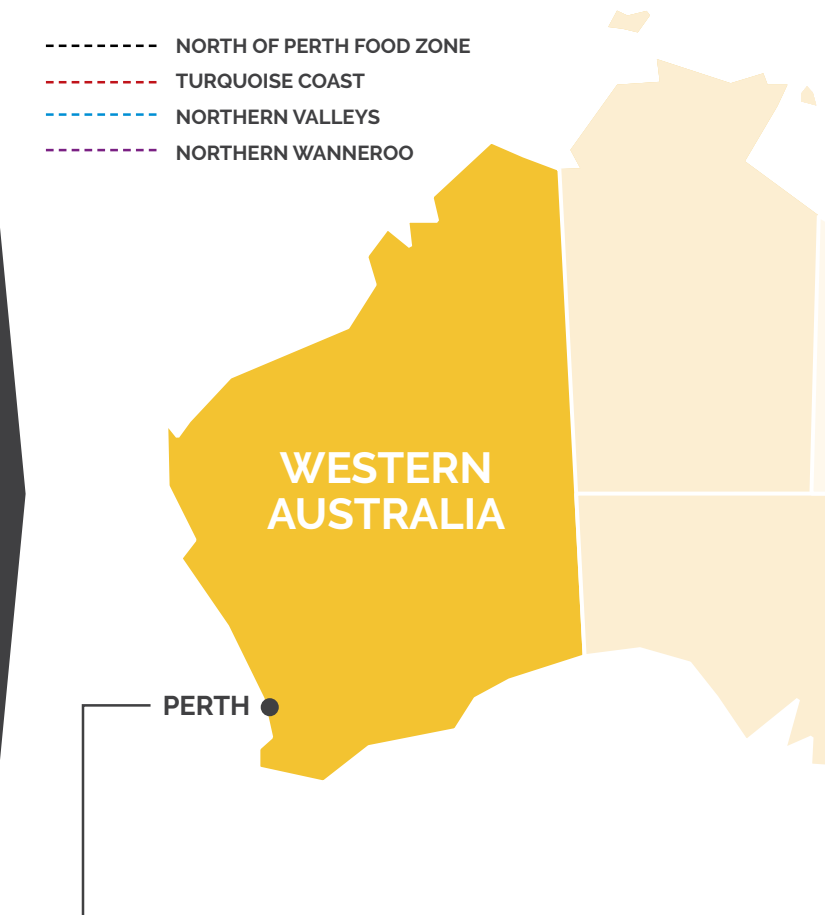 NORTH OF PERTH FOOD ZONE
TURQUOISE COAST
NORTHERN VALLEYS
NORTHERN WANNEROO
WESTERN
AUSTRALIA
PERTH